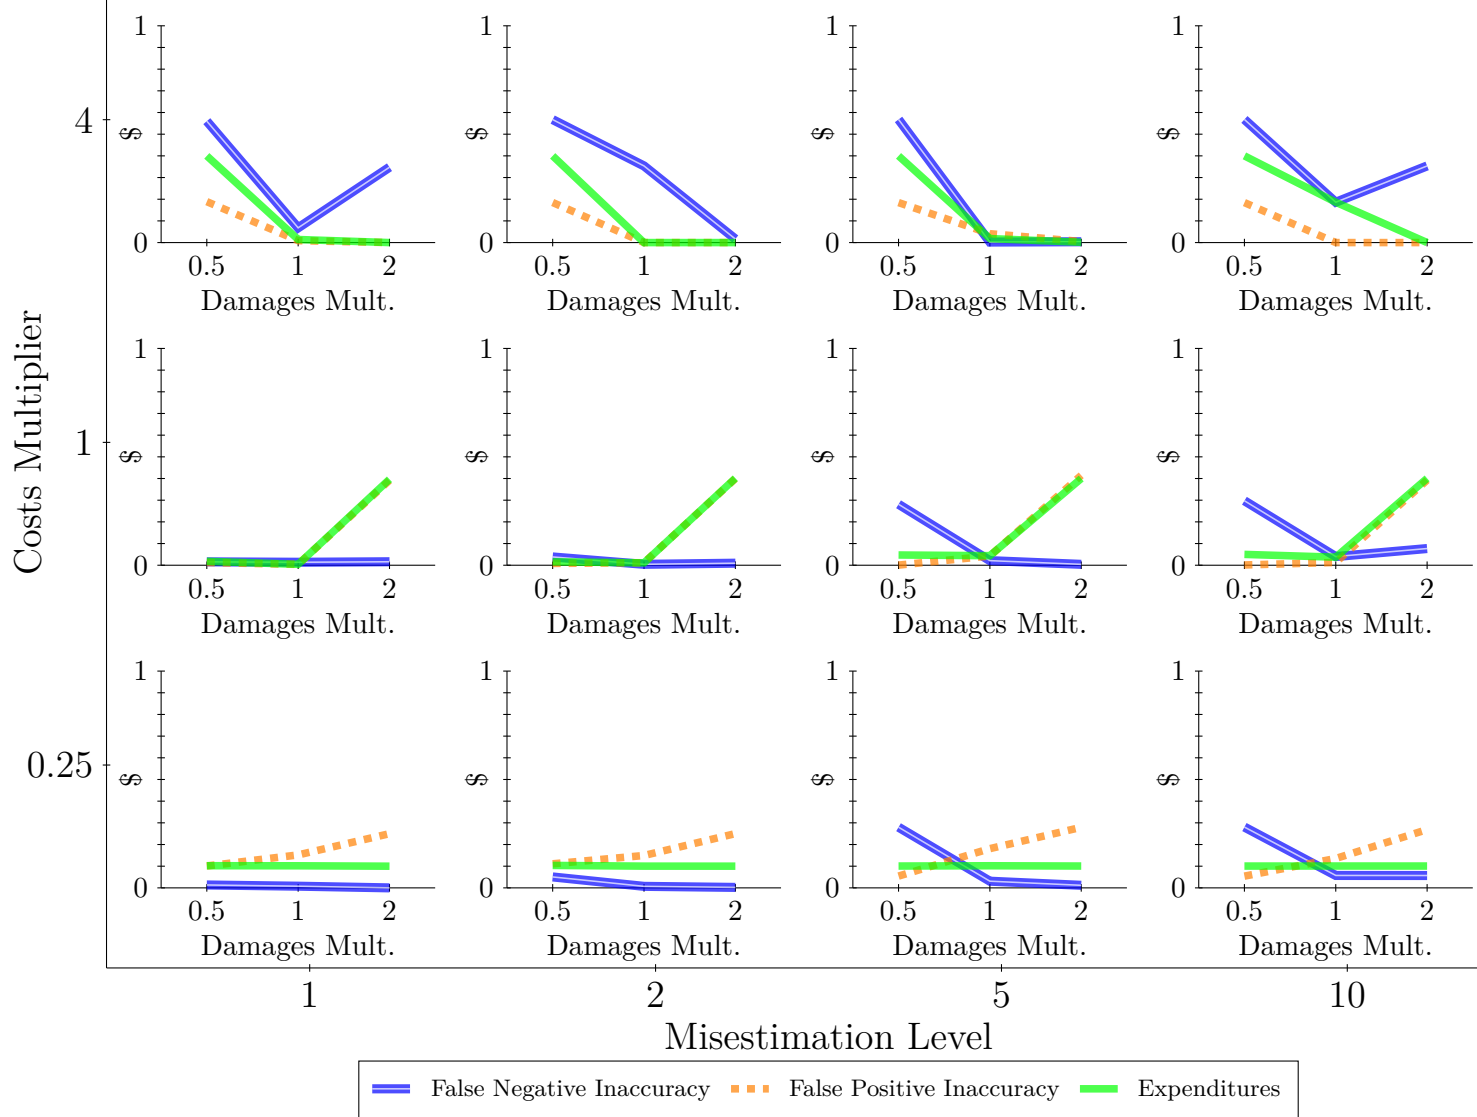 Costs Multiplier
4
1
$
0
0.5 1 2
Damages Mult.
1
$
0
0.5 1 2
Damages Mult.
1
$
0
0.5 1 2
Damages Mult.
1
$
0
0.5 1 2
Damages Mult.
1
1
$
0
0.5 1 2
Damages Mult.
1
$
0
0.5 1 2
Damages Mult.
1
$
0
0.5 1 2
Damages Mult.
1
$
0
0.5 1 2
Damages Mult.
0.25
1
$
0
0.5 1 2
Damages Mult.
1
$
0
0.5 1 2
Damages Mult.
1
$
0
0.5 1 2
Damages Mult.
1
$
0
0.5 1 2
Damages Mult.
1 2 5 10
Misestimation Level
False Negative Inaccuracy False Positive Inaccuracy Expenditures